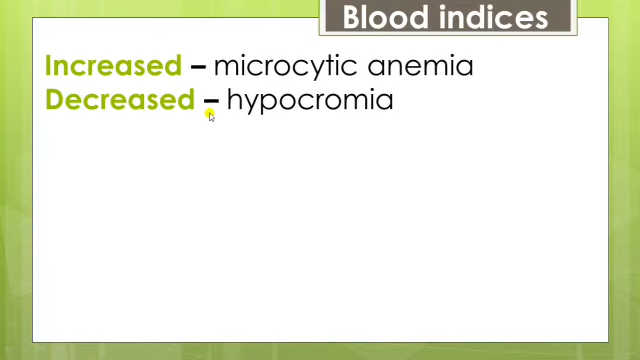 Blood indices
Increased – microcytic anemia
Decreased – hypocromia